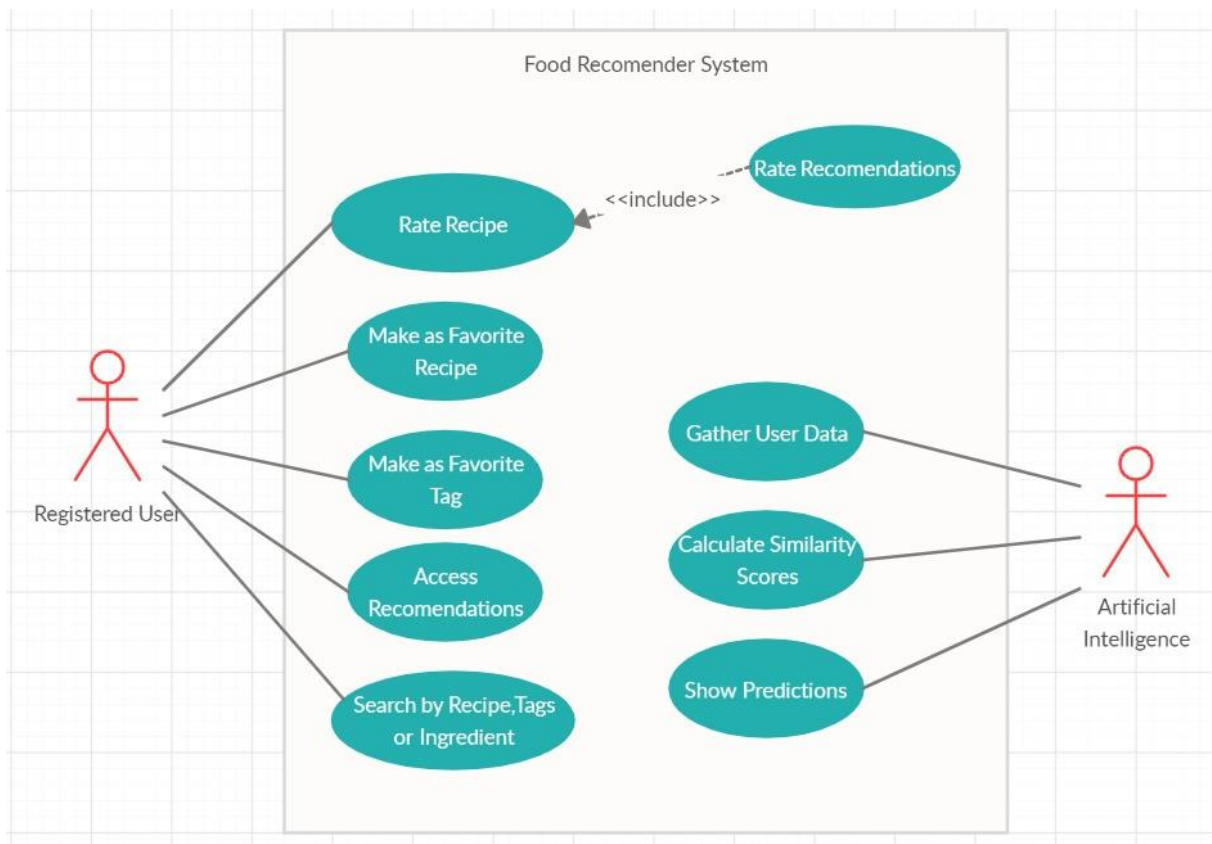 Food Recomender System
Rate Recomendations
<<include>>
Rate Recipe
Make as Favorite
Recipe
Make as Favorite
Tag
Access
Recomendations
Search by Recipe,Tags
or Ingredient
Gather User Data
Calculate Similarity
Scores
Show Predictions
Registered User
Artificial
Intelligence